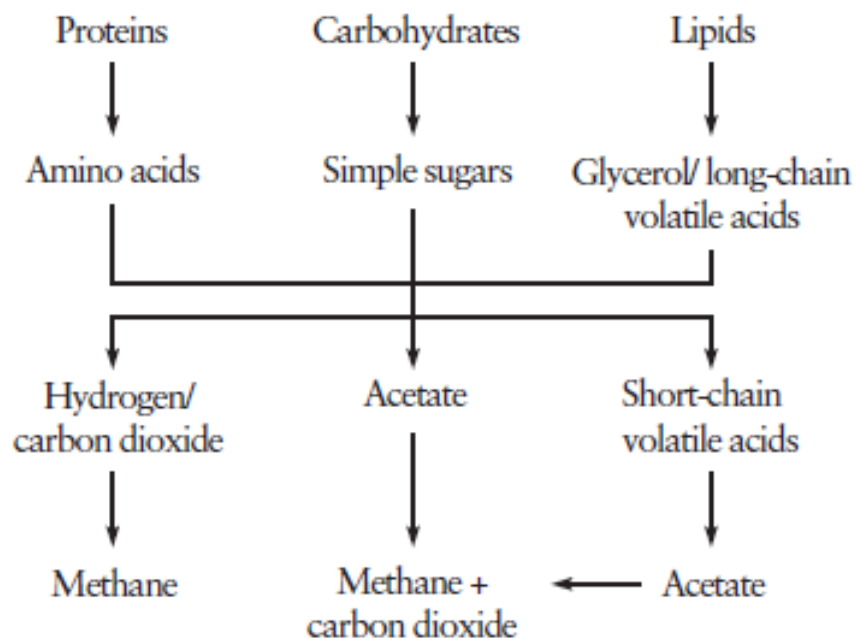 Proteins
Carbohydrates
Lipids
Amino acids
Simple sugars
Glycerol/ long-chain
volatile acids
Hydrogen/
carbon dioxide
Acetate
Short-chain
volatile acids
Methane
Methane +
carbon dioxide
Acetate